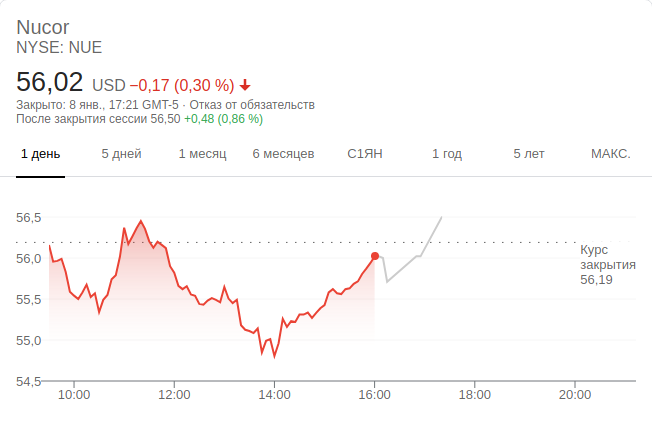 Nucor
NYSE: NUE
56,02 USD −0,17 (0,30 %)
Закрыто: 8 янв., 17:21 GMT-5 · Отказ от обязательств
После закрытия сессии 56,50 +0,48 (0,86 %)
1 день 5 дней 1 месяц 6 месяцев С1ЯН 1 год 5 лет МАКС.
56,5
56,0
55,5
55,0
54,5
Курс
закрытия
56,19
10:00 12:00 14:00 16:00 18:00 20:00